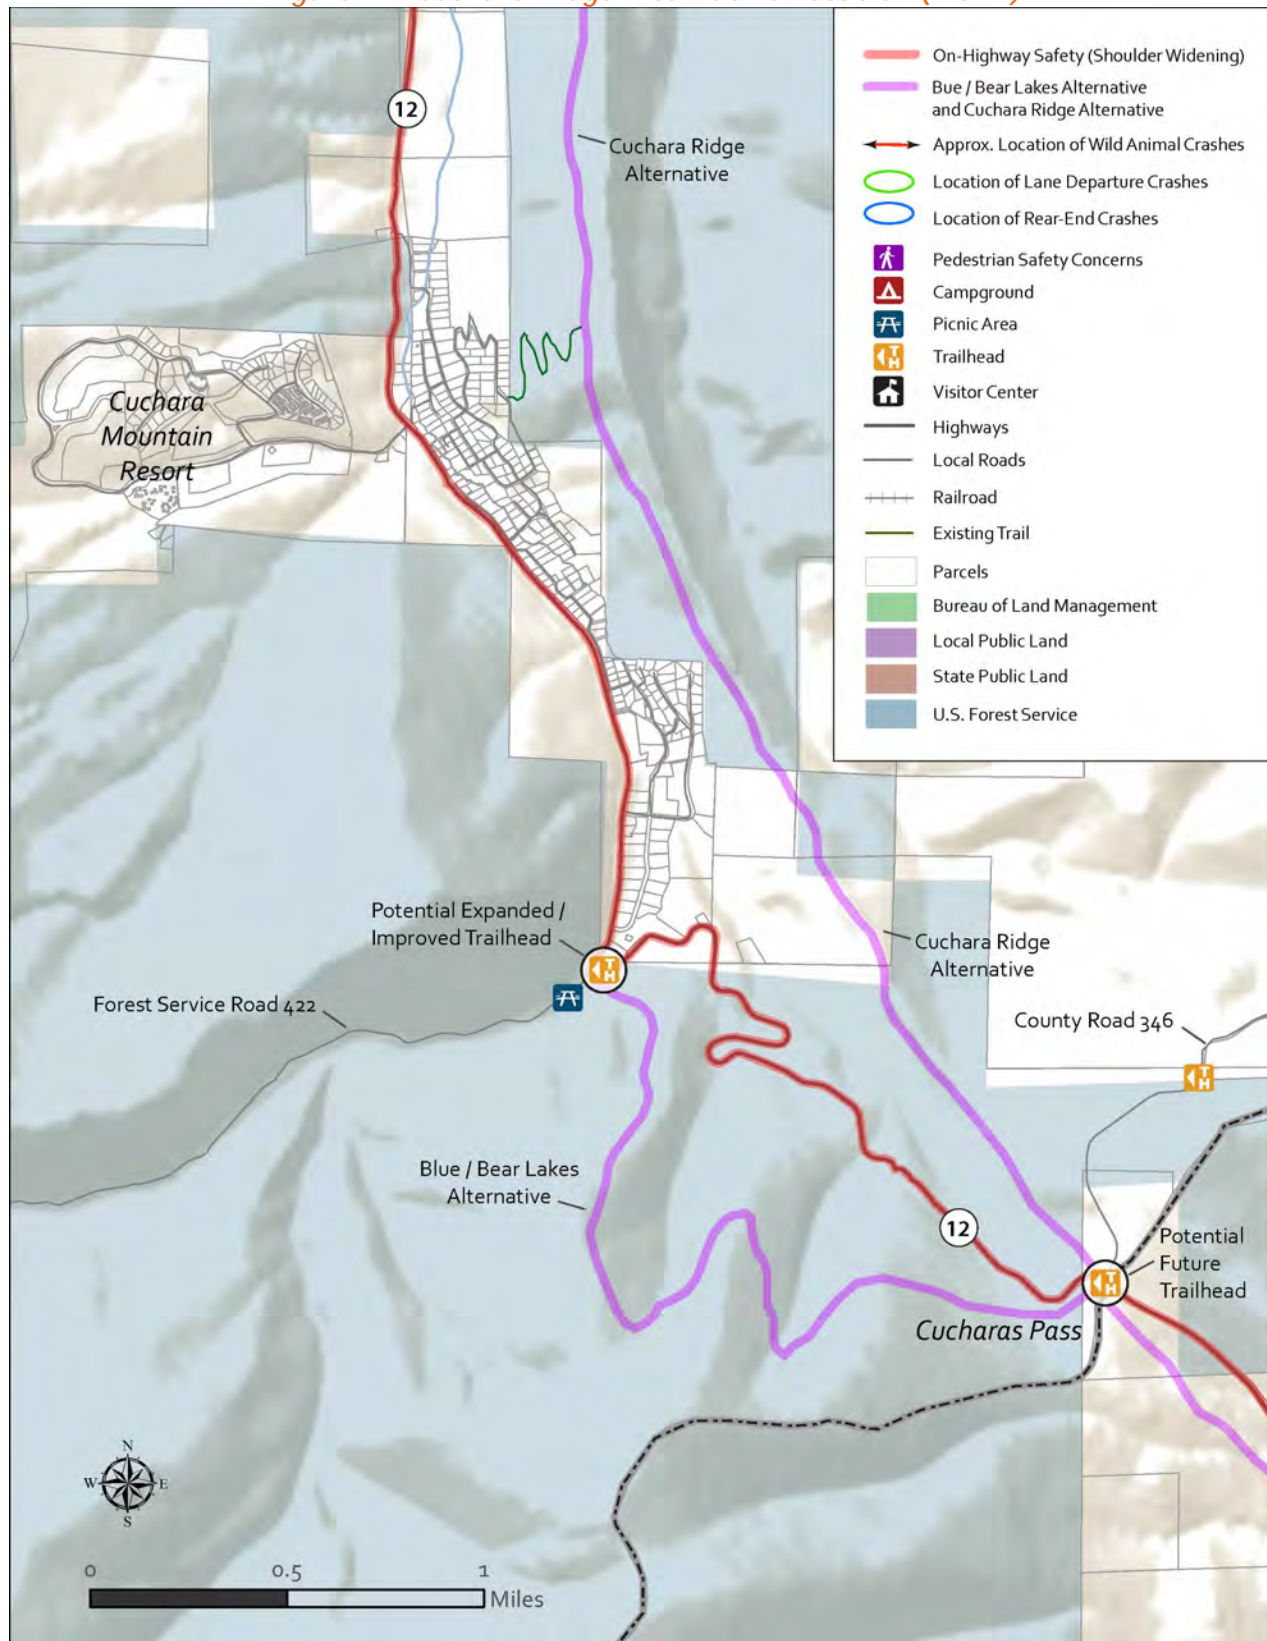 12
Cuchara Ridge
Alternative
On-Highway Safety (Shoulder Widening)
Bue / Bear Lakes Alternative
and Cuchara Ridge Alternative
Approx. Location of Wild Animal Crashes
Location of Lane Departure Crashes
Location of Rear-End Crashes
Pedestrian Safety Concerns
Campground
Picnic Area
TH
Trailhead
Visitor Center
Highways
Local Roads
Railroad
Existing Trail
Parcels
Bureau of Land Management
Local Public Land
State Public Land
U.S. Forest Service
Cuchara
Mountain
Resort
Potential Expanded /
Improved Trailhead
TH
Cuchara Ridge
Alternative
Forest Service Road 422
County Road 346
TH
Blue / Bear Lakes
Alternative
12
Potential
Future
Trailhead
TH
Cucharas Pass
N
W
E
S
0
0.5
1
Miles